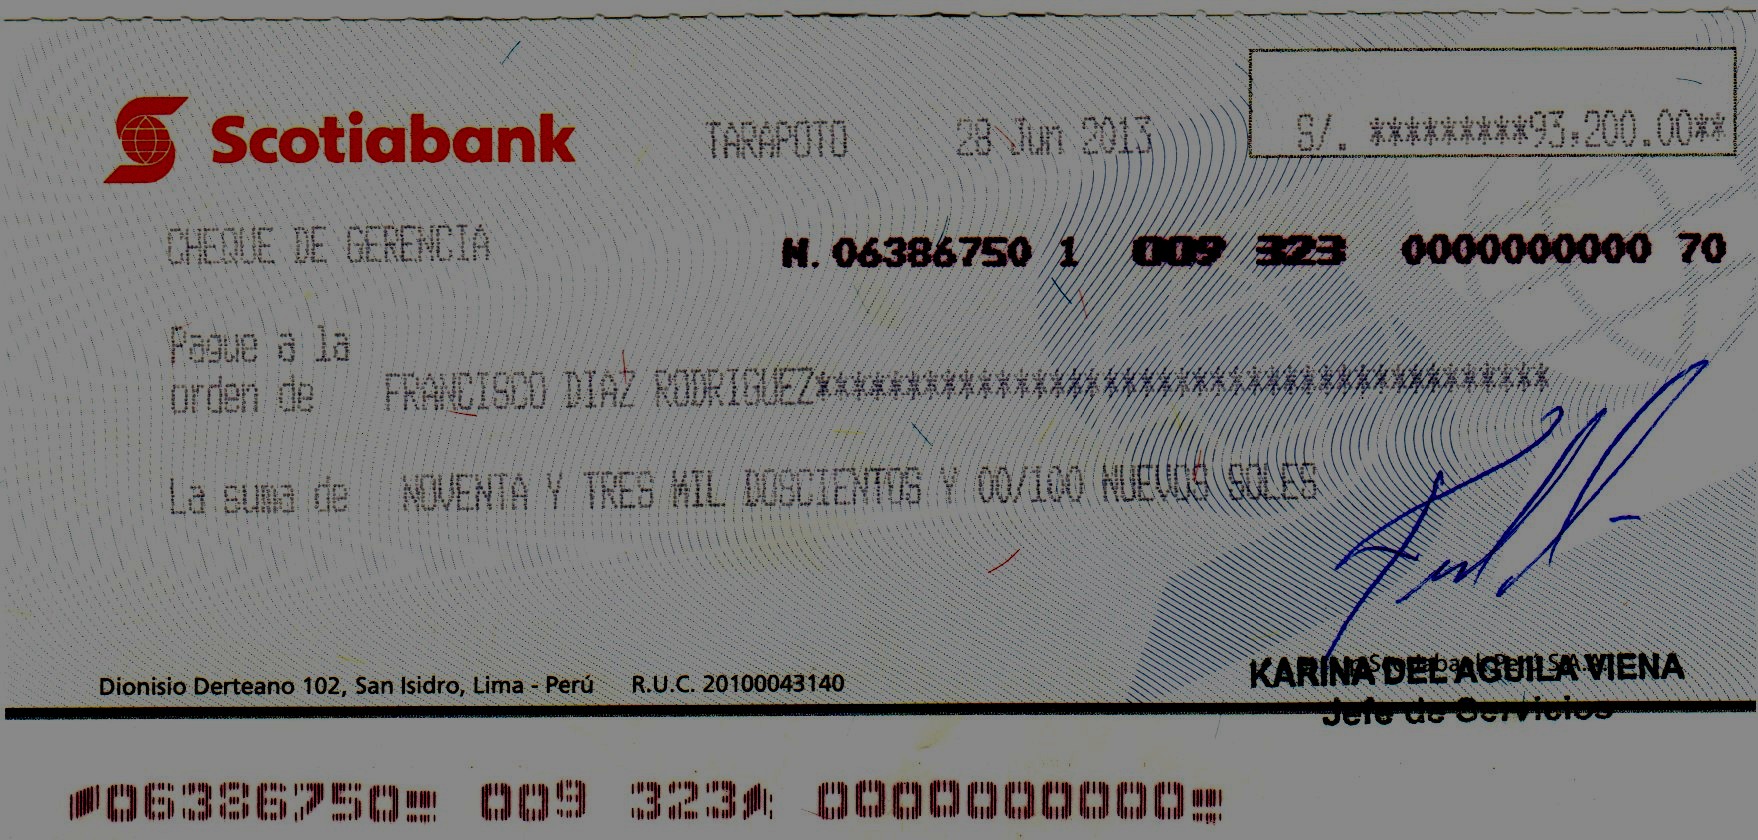 Scotiabank TARAPOTO 28 Jun 2013 S/. *********93,200.00**
CHEQUE DE GERENCIA N. 06386750 1 009 323 0000000000 70
Pague a la
orden de FRANCISCO DIAZ RODRIGUEZ*****************************************
La suma de NOVENTA Y TRES MIL DOSCIENTOS Y 00/100 NUEVOS SOLES
p. Scotiabank Perú S.A.A.
KARINA DEL AGUILA VIENA
Dionisio Derteano 102, San Isidro, Lima - Perú R.U.C. 20100043140
Jefe de Servicios
⑈06386750⑈ 009 323⑆ 0000000000⑈